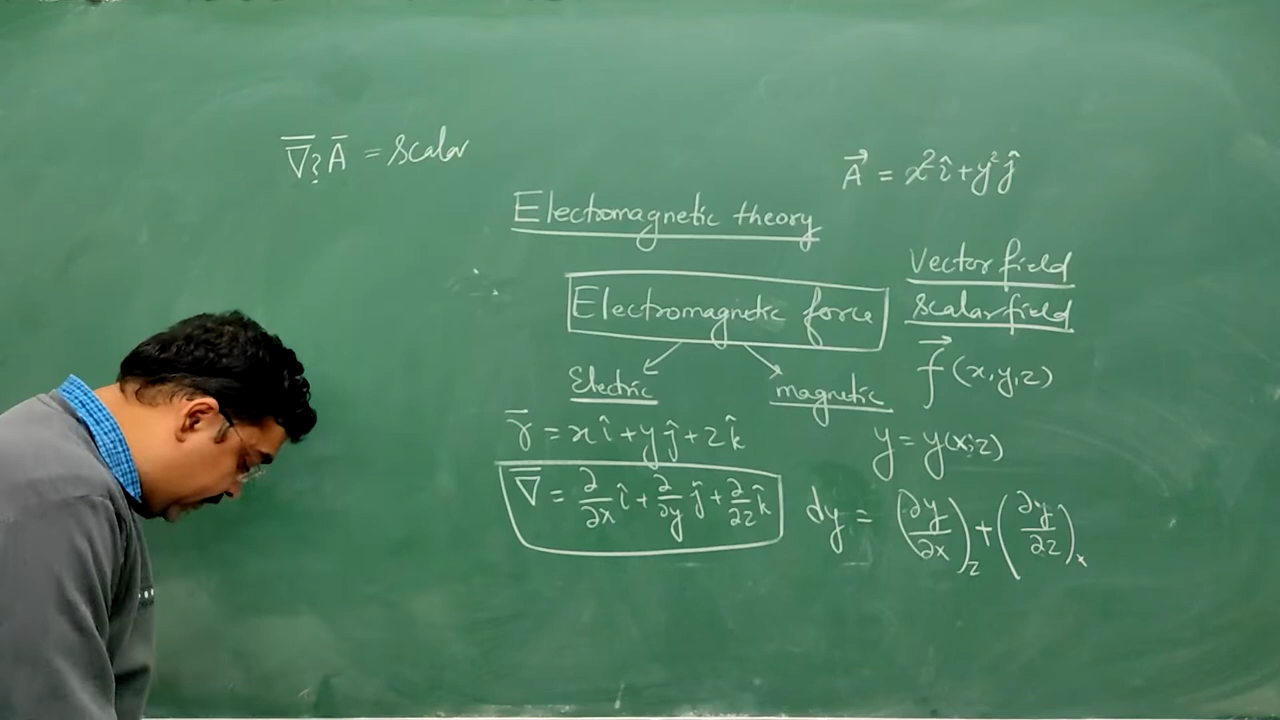 ∇̅ ? A̅ = Scalar
A⃗ = x²î + y²ĵ
Electromagnetic theory
Vector field
Scalar field
Electromagnetic force
f⃗ (x, y, z)
Electric
magnetic
r̅ = xî + yĵ + zk̂
y = y(x, z)
∇̅ = ∂/∂x î + ∂/∂y ĵ + ∂/∂z k̂
dy = (∂y/∂x)_z + (∂y/∂z)_x